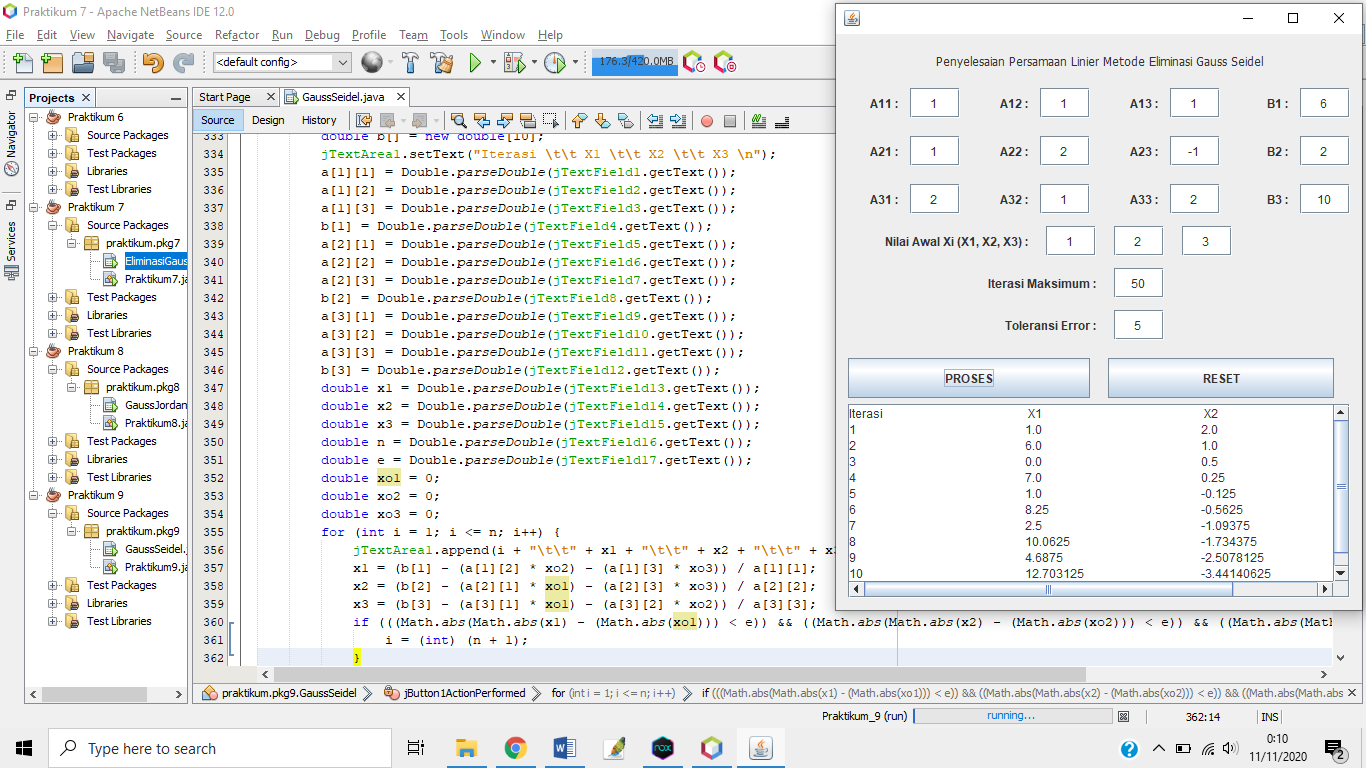 Praktikum 7 - Apache NetBeans IDE 12.0
File Edit View Navigate Source Refactor Run Debug Profile Team Tools Window Help
<default config>
176.3/420.0MB
Navigator
Services
Projects
Praktikum 6
Source Packages
Test Packages
Libraries
Test Libraries
Praktikum 7
Source Packages
praktikum.pkg7
EliminasiGaus
Praktikum7.ja
Test Packages
Libraries
Test Libraries
Praktikum 8
Source Packages
praktikum.pkg8
GaussJordan
Praktikum8.ja
Test Packages
Libraries
Test Libraries
Praktikum 9
Source Packages
praktikum.pkg9
GaussSeidel.
Praktikum9.ja
Test Packages
Libraries
Test Libraries
Start Page GaussSeidel.java
Source Design History
333 double b[] = new double[10];
334 jTextArea1.setText("Iterasi \t\t X1 \t\t X2 \t\t X3 \n");
335 a[1][1] = Double.parseDouble(jTextField1.getText());
336 a[1][2] = Double.parseDouble(jTextField2.getText());
337 a[1][3] = Double.parseDouble(jTextField3.getText());
338 b[1] = Double.parseDouble(jTextField4.getText());
339 a[2][1] = Double.parseDouble(jTextField5.getText());
340 a[2][2] = Double.parseDouble(jTextField6.getText());
341 a[2][3] = Double.parseDouble(jTextField7.getText());
342 b[2] = Double.parseDouble(jTextField8.getText());
343 a[3][1] = Double.parseDouble(jTextField9.getText());
344 a[3][2] = Double.parseDouble(jTextField10.getText());
345 a[3][3] = Double.parseDouble(jTextField11.getText());
346 b[3] = Double.parseDouble(jTextField12.getText());
347 double x1 = Double.parseDouble(jTextField13.getText());
348 double x2 = Double.parseDouble(jTextField14.getText());
349 double x3 = Double.parseDouble(jTextField15.getText());
350 double n = Double.parseDouble(jTextField16.getText());
351 double e = Double.parseDouble(jTextField17.getText());
352 double xo1 = 0;
353 double xo2 = 0;
354 double xo3 = 0;
355 for (int i = 1; i <= n; i++) {
356 jTextArea1.append(i + "\t\t" + x1 + "\t\t" + x2 + "\t\t" + x3
357 x1 = (b[1] - (a[1][2] * xo2) - (a[1][3] * xo3)) / a[1][1];
358 x2 = (b[2] - (a[2][1] * xo1) - (a[2][3] * xo3)) / a[2][2];
359 x3 = (b[3] - (a[3][1] * xo1) - (a[3][2] * xo2)) / a[3][3];
360 if (((Math.abs(Math.abs(x1) - (Math.abs(xo1))) < e)) && ((Math.abs(Math.abs(x2) - (Math.abs(xo2))) < e)) && ((Math.abs(Mat
361 i = (int) (n + 1);
362 }
praktikum.pkg9.GaussSeidel jButton1ActionPerformed for (int i = 1; i <= n; i++) if (((Math.abs(Math.abs(x1) - (Math.abs(xo1))) < e)) && ((Math.abs(Math.abs(x2) - (Math.abs(xo2))) < e)) && ((Math.abs(Math.abs
Praktikum_9 (run) running... 362:14 INS
Penyelesaian Persamaan Linier Metode Eliminasi Gauss Seidel
A11 : 1 A12 : 1 A13 : 1 B1 : 6
A21 : 1 A22 : 2 A23 : -1 B2 : 2
A31 : 2 A32 : 1 A33 : 2 B3 : 10
Nilai Awal Xi (X1, X2, X3) : 1 2 3
Iterasi Maksimum : 50
Toleransi Error : 5
PROSES RESET
Iterasi X1 X2
1 1.0 2.0
2 6.0 1.0
3 0.0 0.5
4 7.0 0.25
5 1.0 -0.125
6 8.25 -0.5625
7 2.5 -1.09375
8 10.0625 -1.734375
9 4.6875 -2.5078125
10 12.703125 -3.44140625
Type here to search
0:10
11/11/2020
2